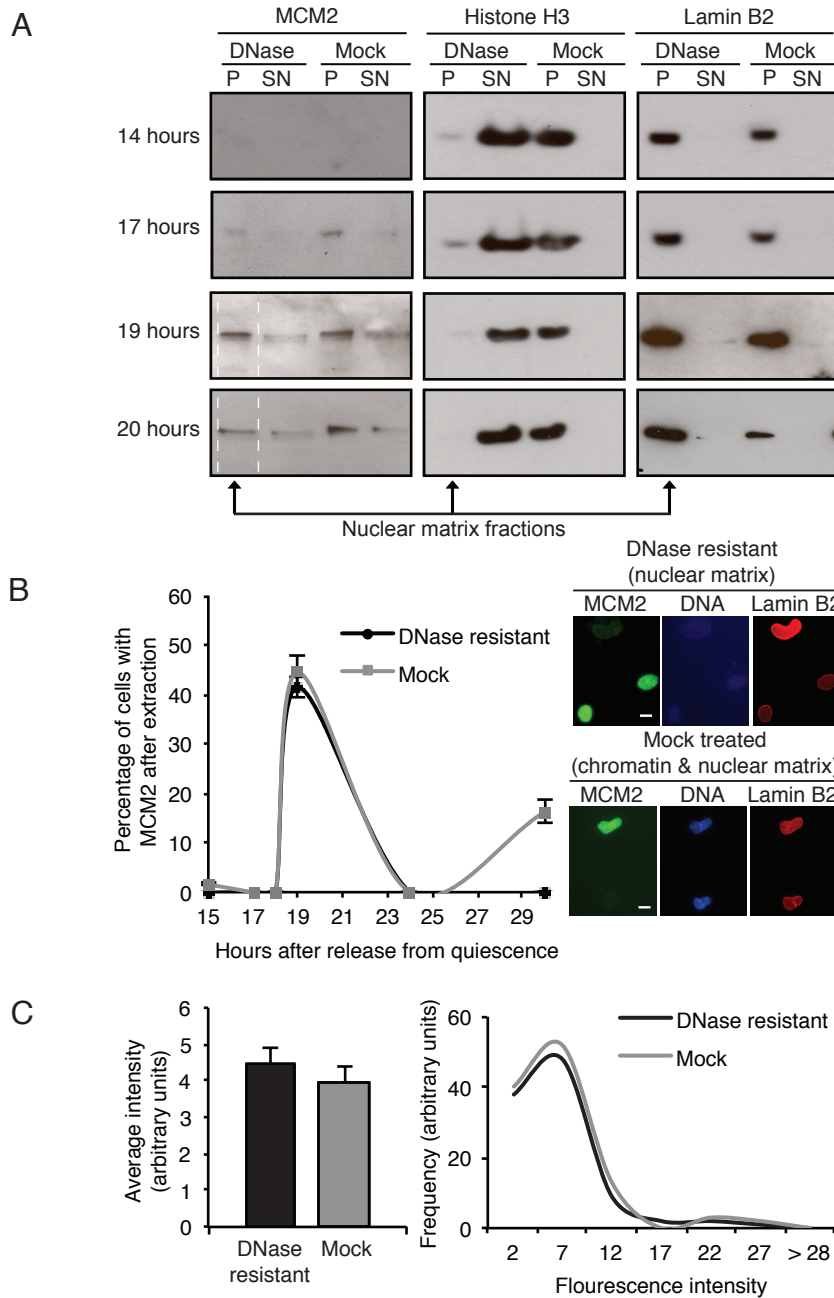 A
MCM2 Histone H3 Lamin B2
DNase Mock DNase Mock DNase Mock
P SN P SN P SN P SN P SN P SN
14 hours
17 hours
19 hours
20 hours
Nuclear matrix fractions
B
Percentage of cells with
MCM2 after extraction
60
50
40
30
20
10
0
15 17 19 21 23 25 27 29
Hours after release from quiescence
DNase resistant
Mock
DNase resistant
(nuclear matrix)
MCM2 DNA Lamin B2
Mock treated
(chromatin & nuclear matrix)
MCM2 DNA Lamin B2
C
Average intensity
(arbitrary units)
6
5
4
3
2
1
0
DNase
resistant
Mock
Frequency (arbitrary units)
60
40
20
0
2 7 12 17 22 27 > 28
Flourescence intensity
DNase resistant
Mock